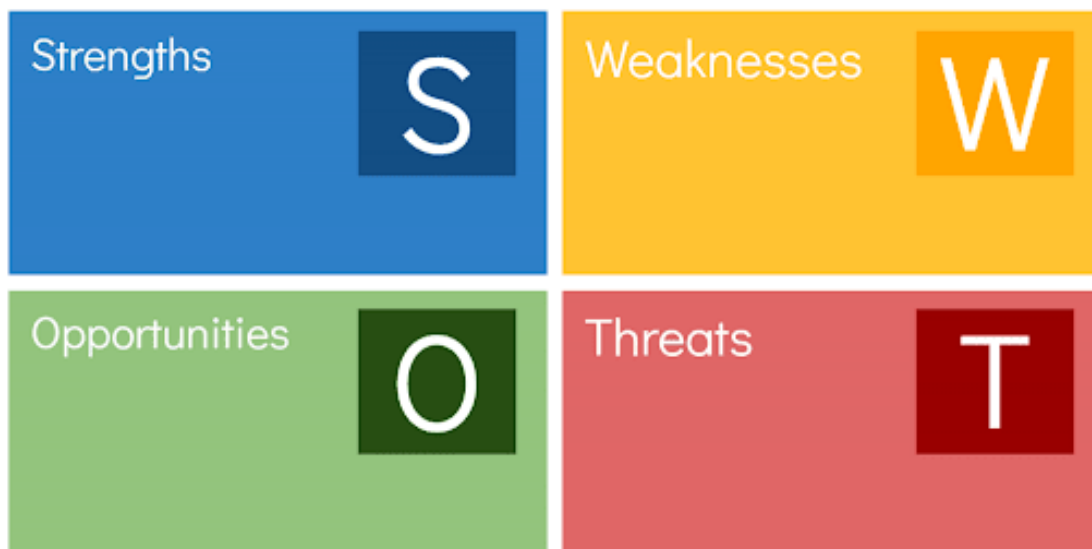 Strengths
S
Weaknesses
W
Opportunities
O
Threats
T